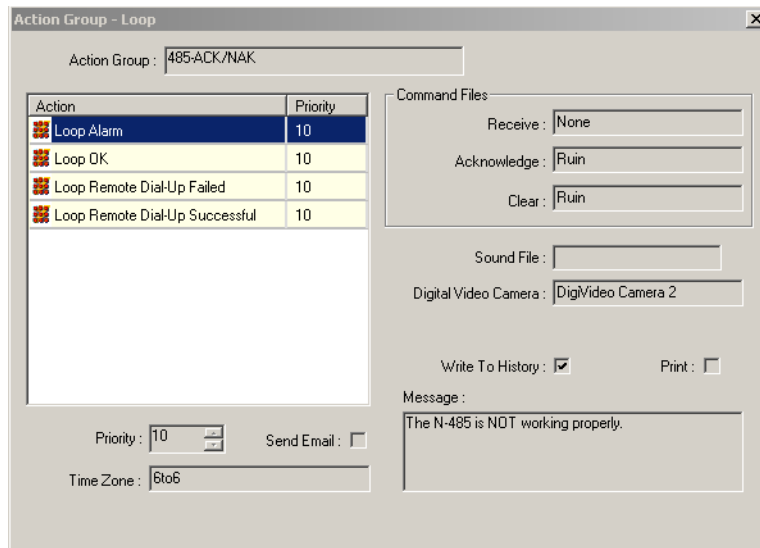 Action Group - Loop
Action Group : 485-ACK/NAK
Action Priority
Loop Alarm 10
Loop OK 10
Loop Remote Dial-Up Failed 10
Loop Remote Dial-Up Successful 10
Priority : 10 Send Email :
Time Zone : 6to6
Command Files
Receive : None
Acknowledge : Ruin
Clear : Ruin
Sound File :
Digital Video Camera : DigiVideo Camera 2
Write To History : Print :
Message :
The N-485 is NOT working properly.